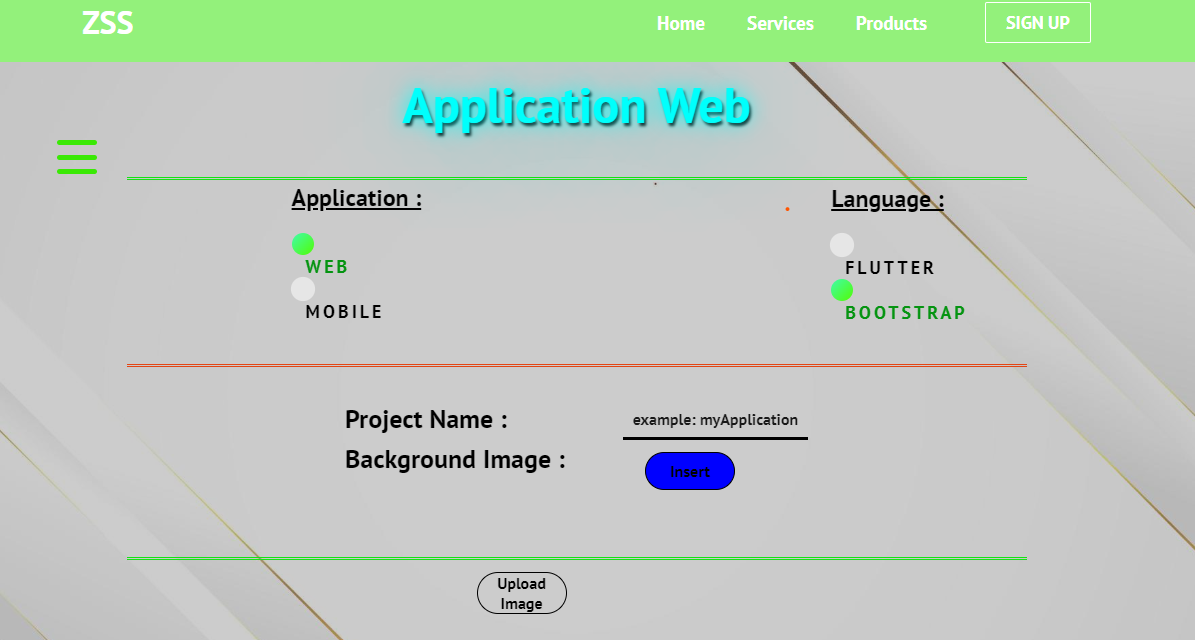 ZSS
Home Services Products SIGN UP
Application Web
Application : Language :
WEB FLUTTER
MOBILE BOOTSTRAP
Project Name : example: myApplication
Background Image : Insert
Upload
Image